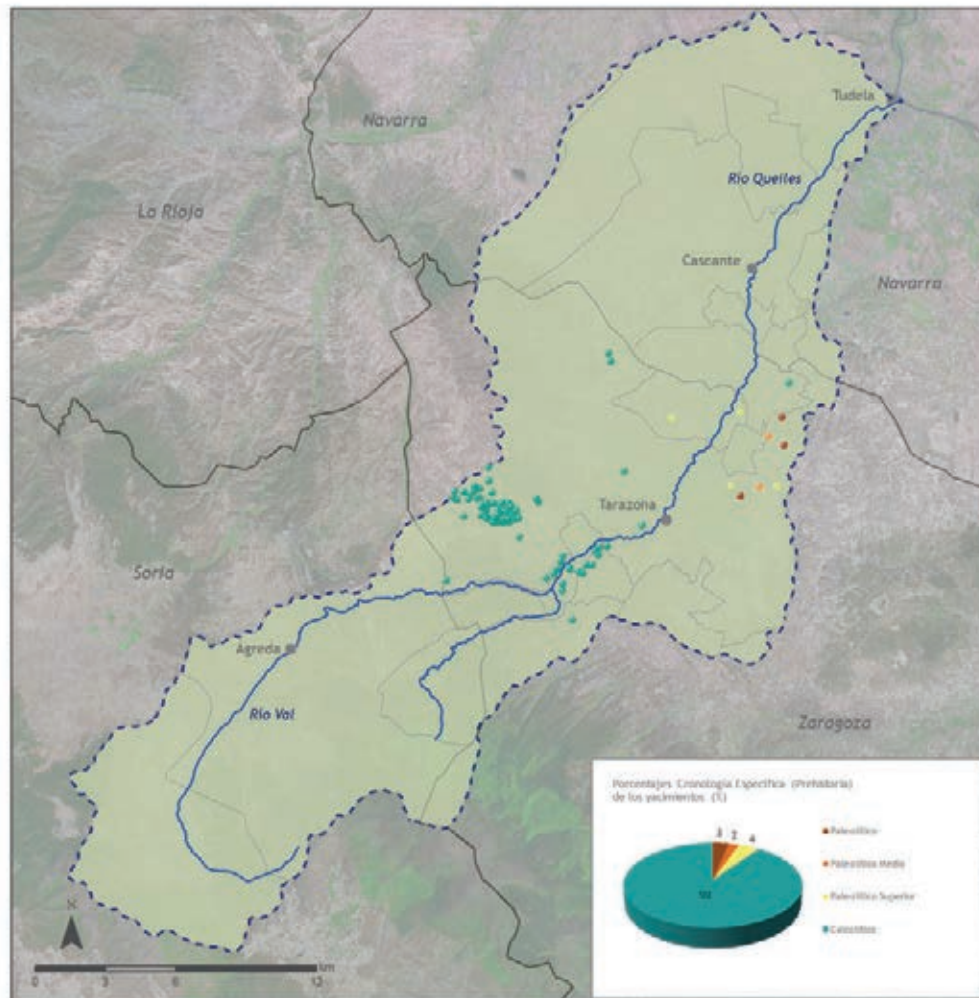 Tudela
Navarra
Río Queiles
La Rioja
Cascante
Navarra
Tarazona
Soria
Agreda
Río Val
Zaragoza
Porcentajes Cronología Específica (Prehistoria)
de los yacimientos (%)
3 2 4
Paleolítico
Paleolítico Medio
Paleolítico Superior
Calcolítico
N
km
0 3 6 12